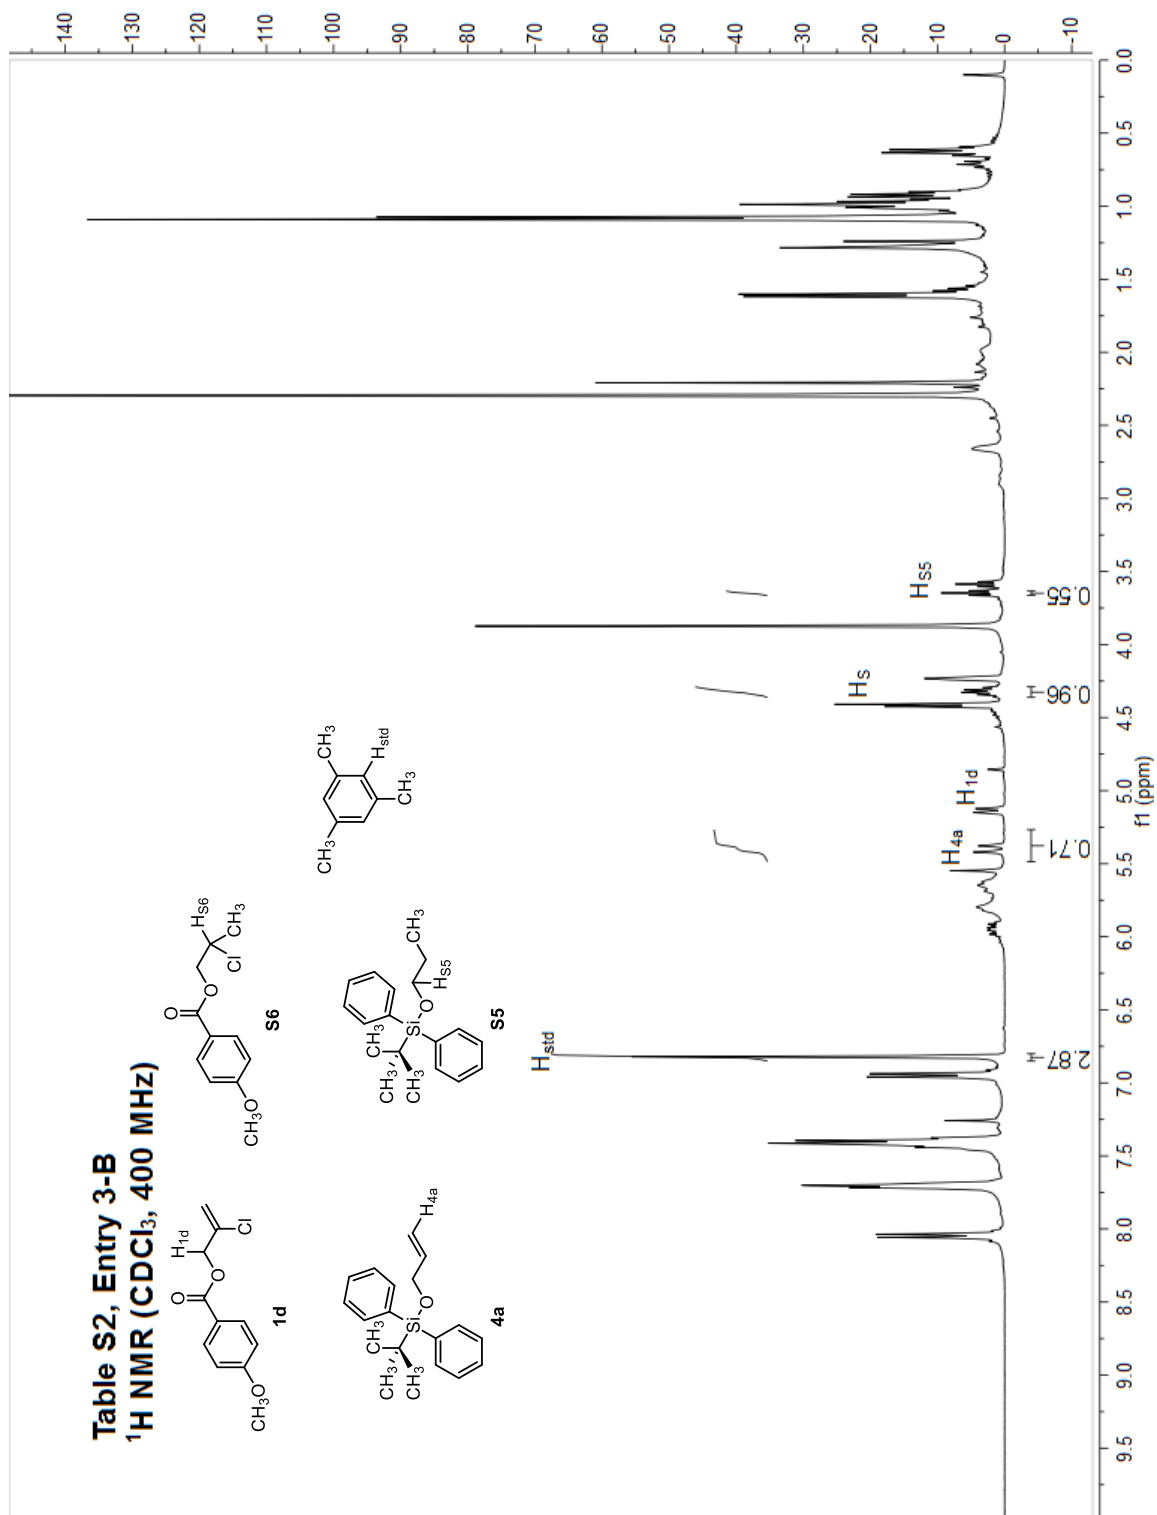 Table S2, Entry 3-B
¹H NMR (CDCl₃, 400 MHz)
O
O
H1d
Cl
CH₃O
1d
O
O
HS6
CH₃
Cl
CH₃O
S6
CH₃
CH₃
CH₃
Si
O
H4a
4a
CH₃
CH₃
CH₃
Si
O
CH₃
HS5
S5
CH₃
CH₃
Hstd
CH₃
Hstd
H4a
H1d
HS
HS5
2.87
0.71
0.96
9.5 9.0 8.5 8.0 7.5 7.0 6.5 6.0 5.5 5.0 4.5 4.0 3.5 3.0 2.5 2.0 1.5 1.0 0.5 0.0
f1 (ppm)
140
130
120
110
100
90
80
70
60
50
40
30
20
10
0
-10